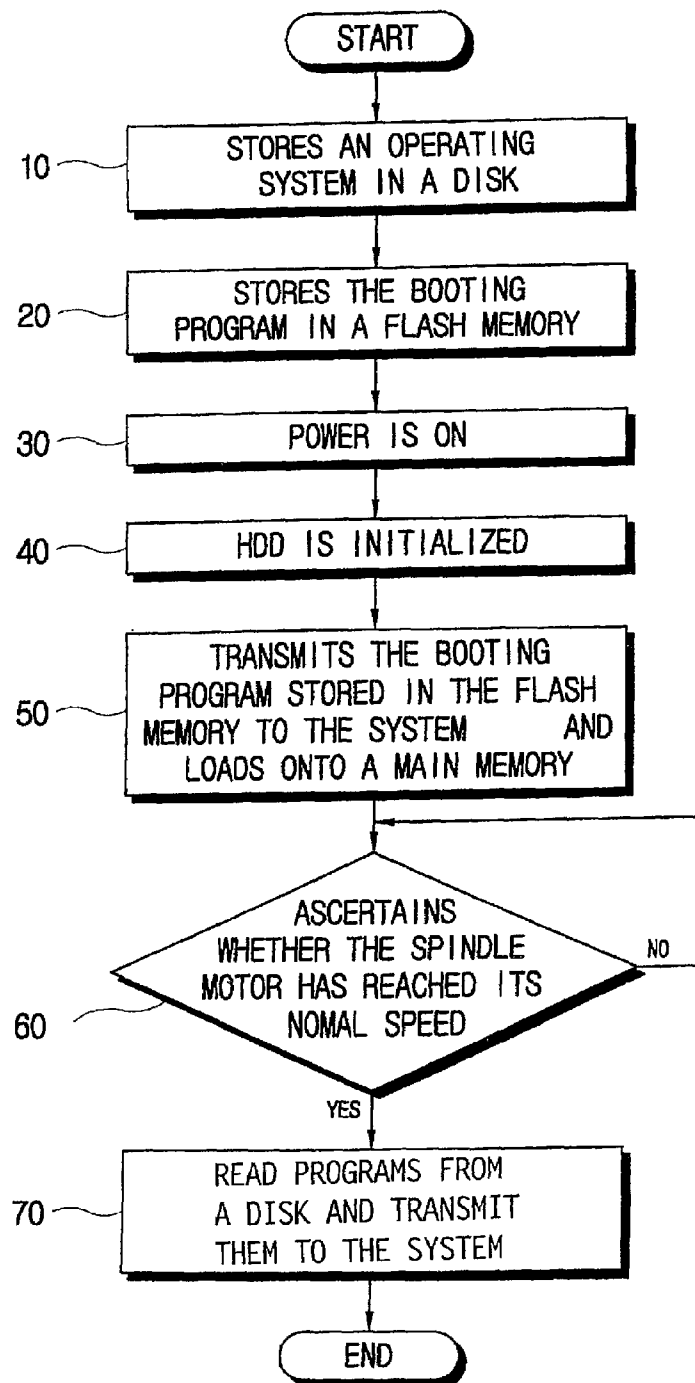 START
10
STORES AN OPERATING
SYSTEM IN A DISK
20
STORES THE BOOTING
PROGRAM IN A FLASH MEMORY
30
POWER IS ON
40
HDD IS INITIALIZED
50
TRANSMITS THE BOOTING
PROGRAM STORED IN THE FLASH
MEMORY TO THE SYSTEM AND
LOADS ONTO A MAIN MEMORY
60
ASCERTAINS
WHETHER THE SPINDLE
MOTOR HAS REACHED ITS
NOMAL SPEED
NO
YES
70
READ PROGRAMS FROM
A DISK AND TRANSMIT
THEM TO THE SYSTEM
END